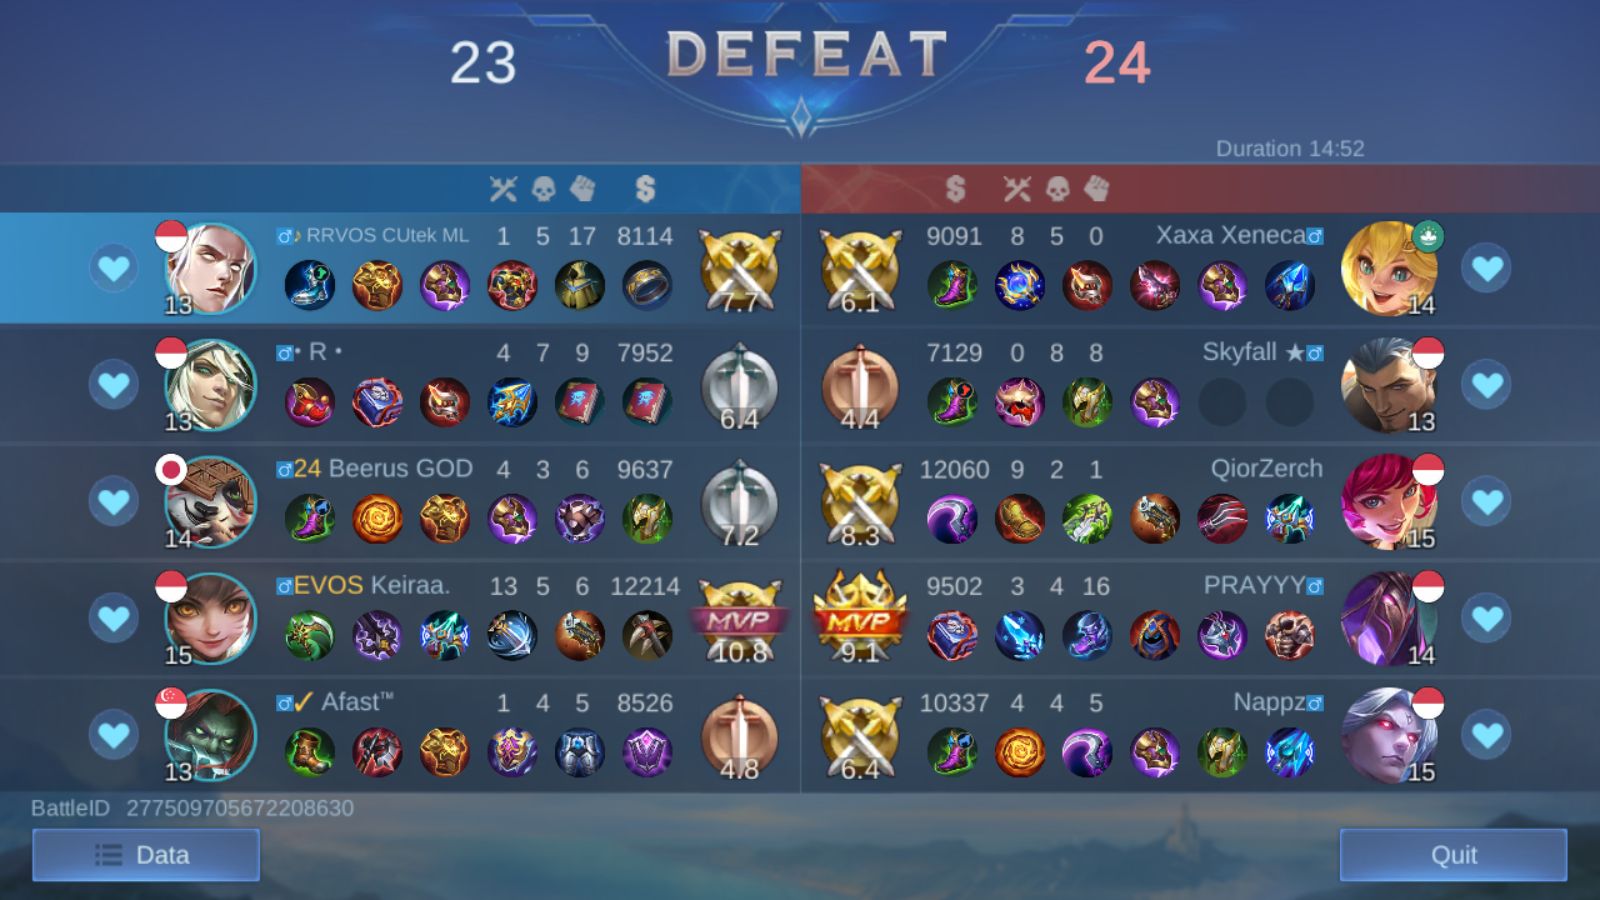 23 DEFEAT 24
Duration 14:52
RRVOS CUtek ML 1 5 17 8114 7.7 13
6.1 9091 8 5 0 Xaxa Xeneca 14
• R • 4 7 9 7952 6.4 13
4.4 7129 0 8 8 Skyfall ★ 13
24 Beerus GOD 4 3 6 9637 7.2 14
8.3 12060 9 2 1 QiorZerch 15
EVOS Keiraa. 13 5 6 12214 MVP 10.8 15
MVP 9.1 9502 3 4 16 PRAYYY 14
✓ Afast™ 1 4 5 8526 4.8 13
6.4 10337 4 4 5 Nappz 15
BattleID 277509705672208630
Data
Quit